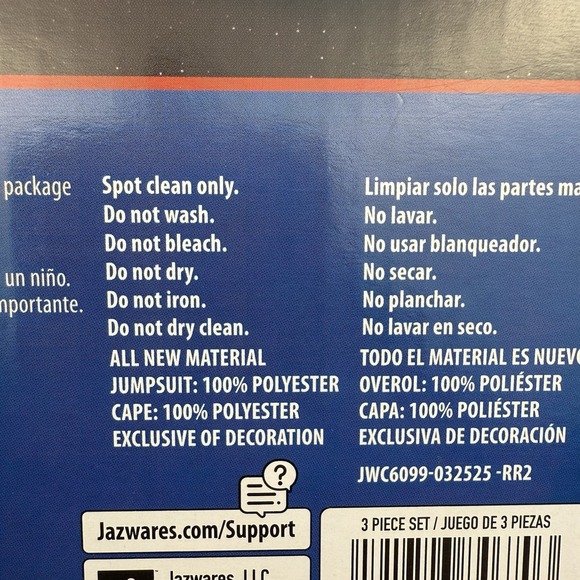 package
un niño.
mportante.
Spot clean only.
Do not wash.
Do not bleach.
Do not dry.
Do not iron.
Do not dry clean.
ALL NEW MATERIAL
JUMPSUIT: 100% POLYESTER
CAPE: 100% POLYESTER
EXCLUSIVE OF DECORATION
Limpiar solo las partes ma
No lavar.
No usar blanqueador.
No secar.
No planchar.
No lavar en seco.
TODO EL MATERIAL ES NUEVO
OVEROL: 100% POLIÉSTER
CAPA: 100% POLIÉSTER
EXCLUSIVA DE DECORACIÓN
JWC6099-032525 -RR2
?
Jazwares.com/Support
Jazwares, LLC
3 PIECE SET / JUEGO DE 3 PIEZAS